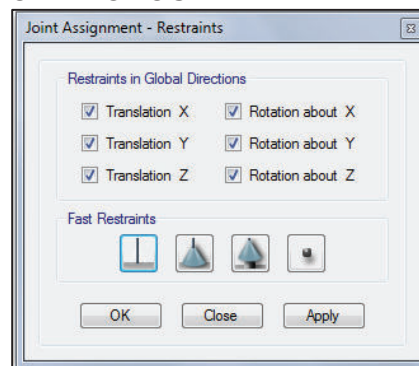 Joint Assignment - Restraints
Restraints in Global Directions
Translation X
Rotation about X
Translation Y
Rotation about Y
Translation Z
Rotation about Z
Fast Restraints
OK
Close
Apply